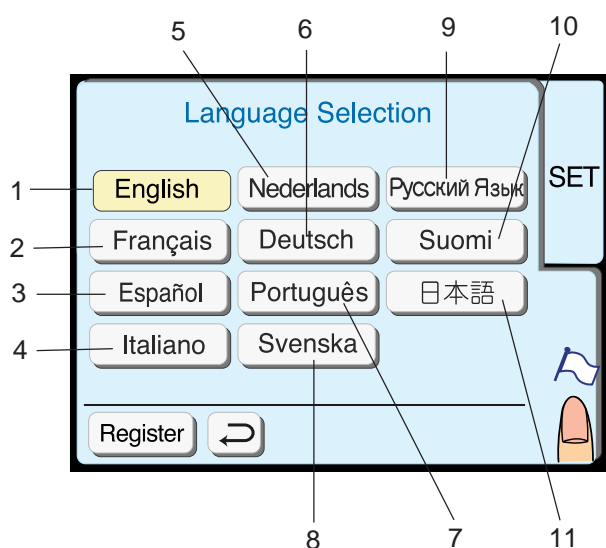 5 6 9 10
Language Selection
SET
1 English Nederlands Русский Язык
2 Français Deutsch Suomi
3 Español Português 日本語
4 Italiano Svenska
Register
8 7 11